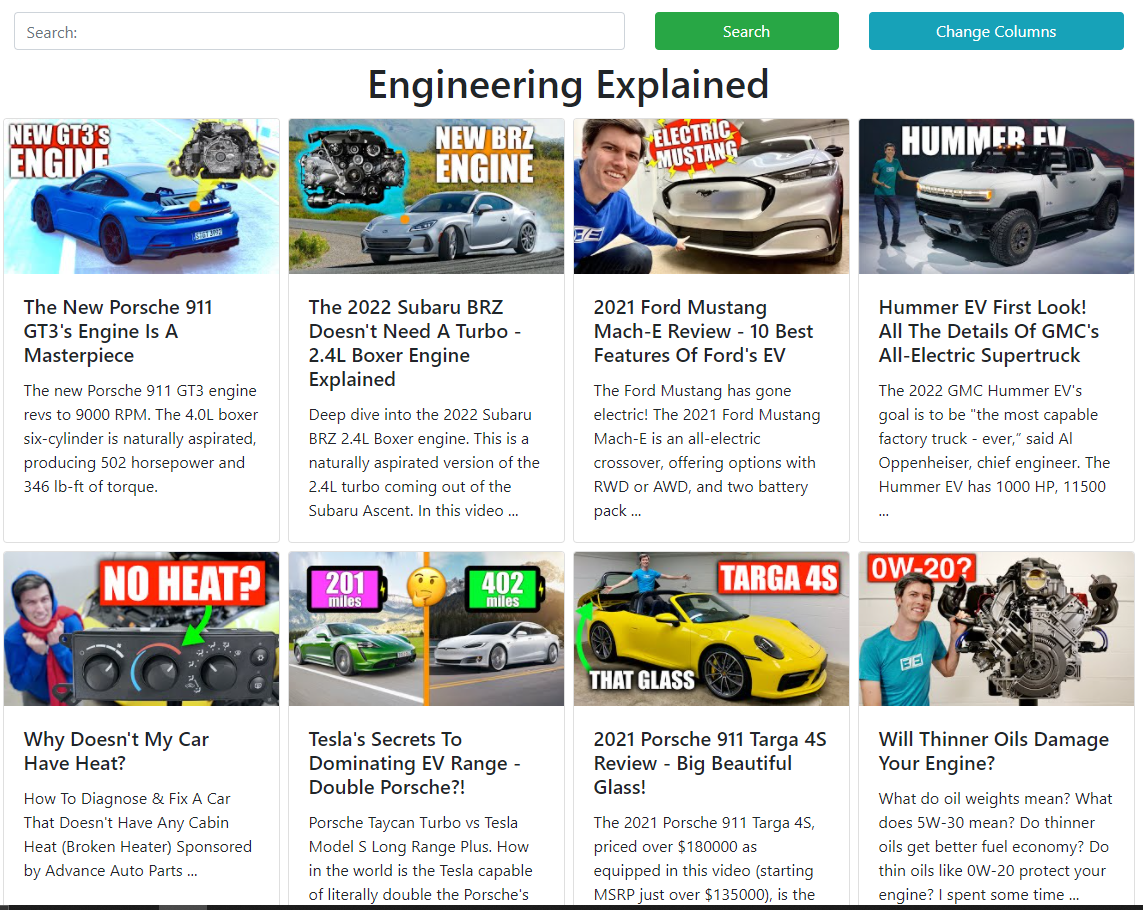 Search:
Search
Change Columns
Engineering Explained
NEW GT3'S
ENGINE
The New Porsche 911
GT3's Engine Is A
Masterpiece
The new Porsche 911 GT3 engine
revs to 9000 RPM. The 4.0L boxer
six-cylinder is naturally aspirated,
producing 502 horsepower and
346 lb-ft of torque.
NEW BRZ
ENGINE
The 2022 Subaru BRZ
Doesn't Need A Turbo -
2.4L Boxer Engine
Explained
Deep dive into the 2022 Subaru
BRZ 2.4L Boxer engine. This is a
naturally aspirated version of the
2.4L turbo coming out of the
Subaru Ascent. In this video ...
ELECTRIC
MUSTANG
2021 Ford Mustang
Mach-E Review - 10 Best
Features Of Ford's EV
The Ford Mustang has gone
electric! The 2021 Ford Mustang
Mach-E is an all-electric
crossover, offering options with
RWD or AWD, and two battery
pack ...
HUMMER EV
Hummer EV First Look!
All The Details Of GMC's
All-Electric Supertruck
The 2022 GMC Hummer EV's
goal is to be "the most capable
factory truck - ever,” said Al
Oppenheiser, chief engineer. The
Hummer EV has 1000 HP, 11500
...
NO HEAT?
Why Doesn't My Car
Have Heat?
How To Diagnose & Fix A Car
That Doesn't Have Any Cabin
Heat (Broken Heater) Sponsored
by Advance Auto Parts ...
201
miles
402
miles
Tesla's Secrets To
Dominating EV Range -
Double Porsche?!
Porsche Taycan Turbo vs Tesla
Model S Long Range Plus. How
in the world is the Tesla capable
of literally double the Porsche's
TARGA 4S
THAT GLASS
2021 Porsche 911 Targa 4S
Review - Big Beautiful
Glass!
The 2021 Porsche 911 Targa 4S,
priced over $180000 as
equipped in this video (starting
MSRP just over $135000), is the
0W-20?
Will Thinner Oils Damage
Your Engine?
What do oil weights mean? What
does 5W-30 mean? Do thinner
oils get better fuel economy? Do
thin oils like 0W-20 protect your
engine? I spent some time ...